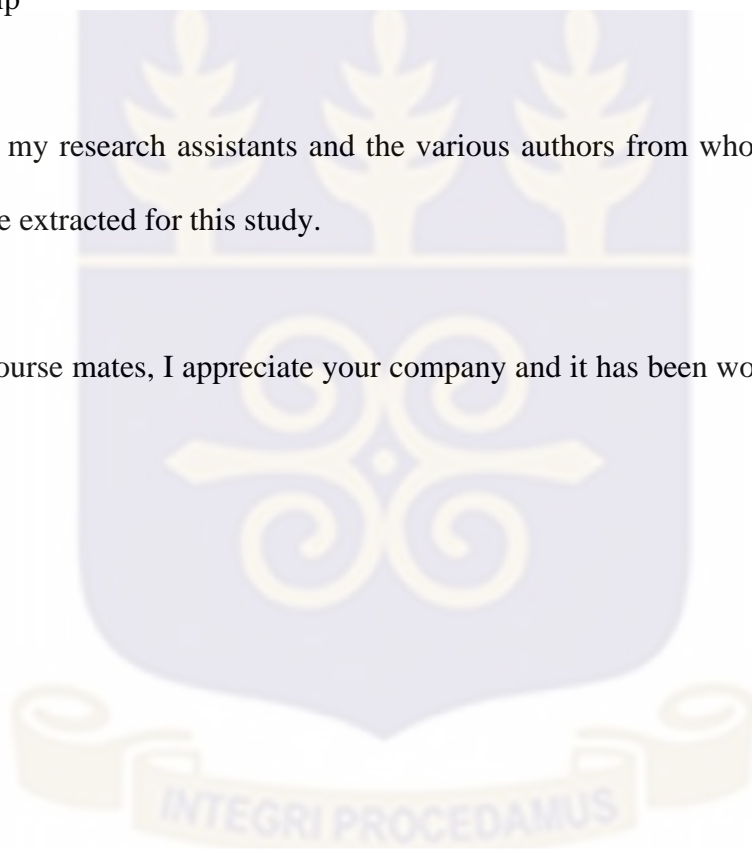 my research assistants and the various authors from who
extracted for this study.
ourse mates, I appreciate your company and it has been wo
INTEGRI PROCEDAMUS